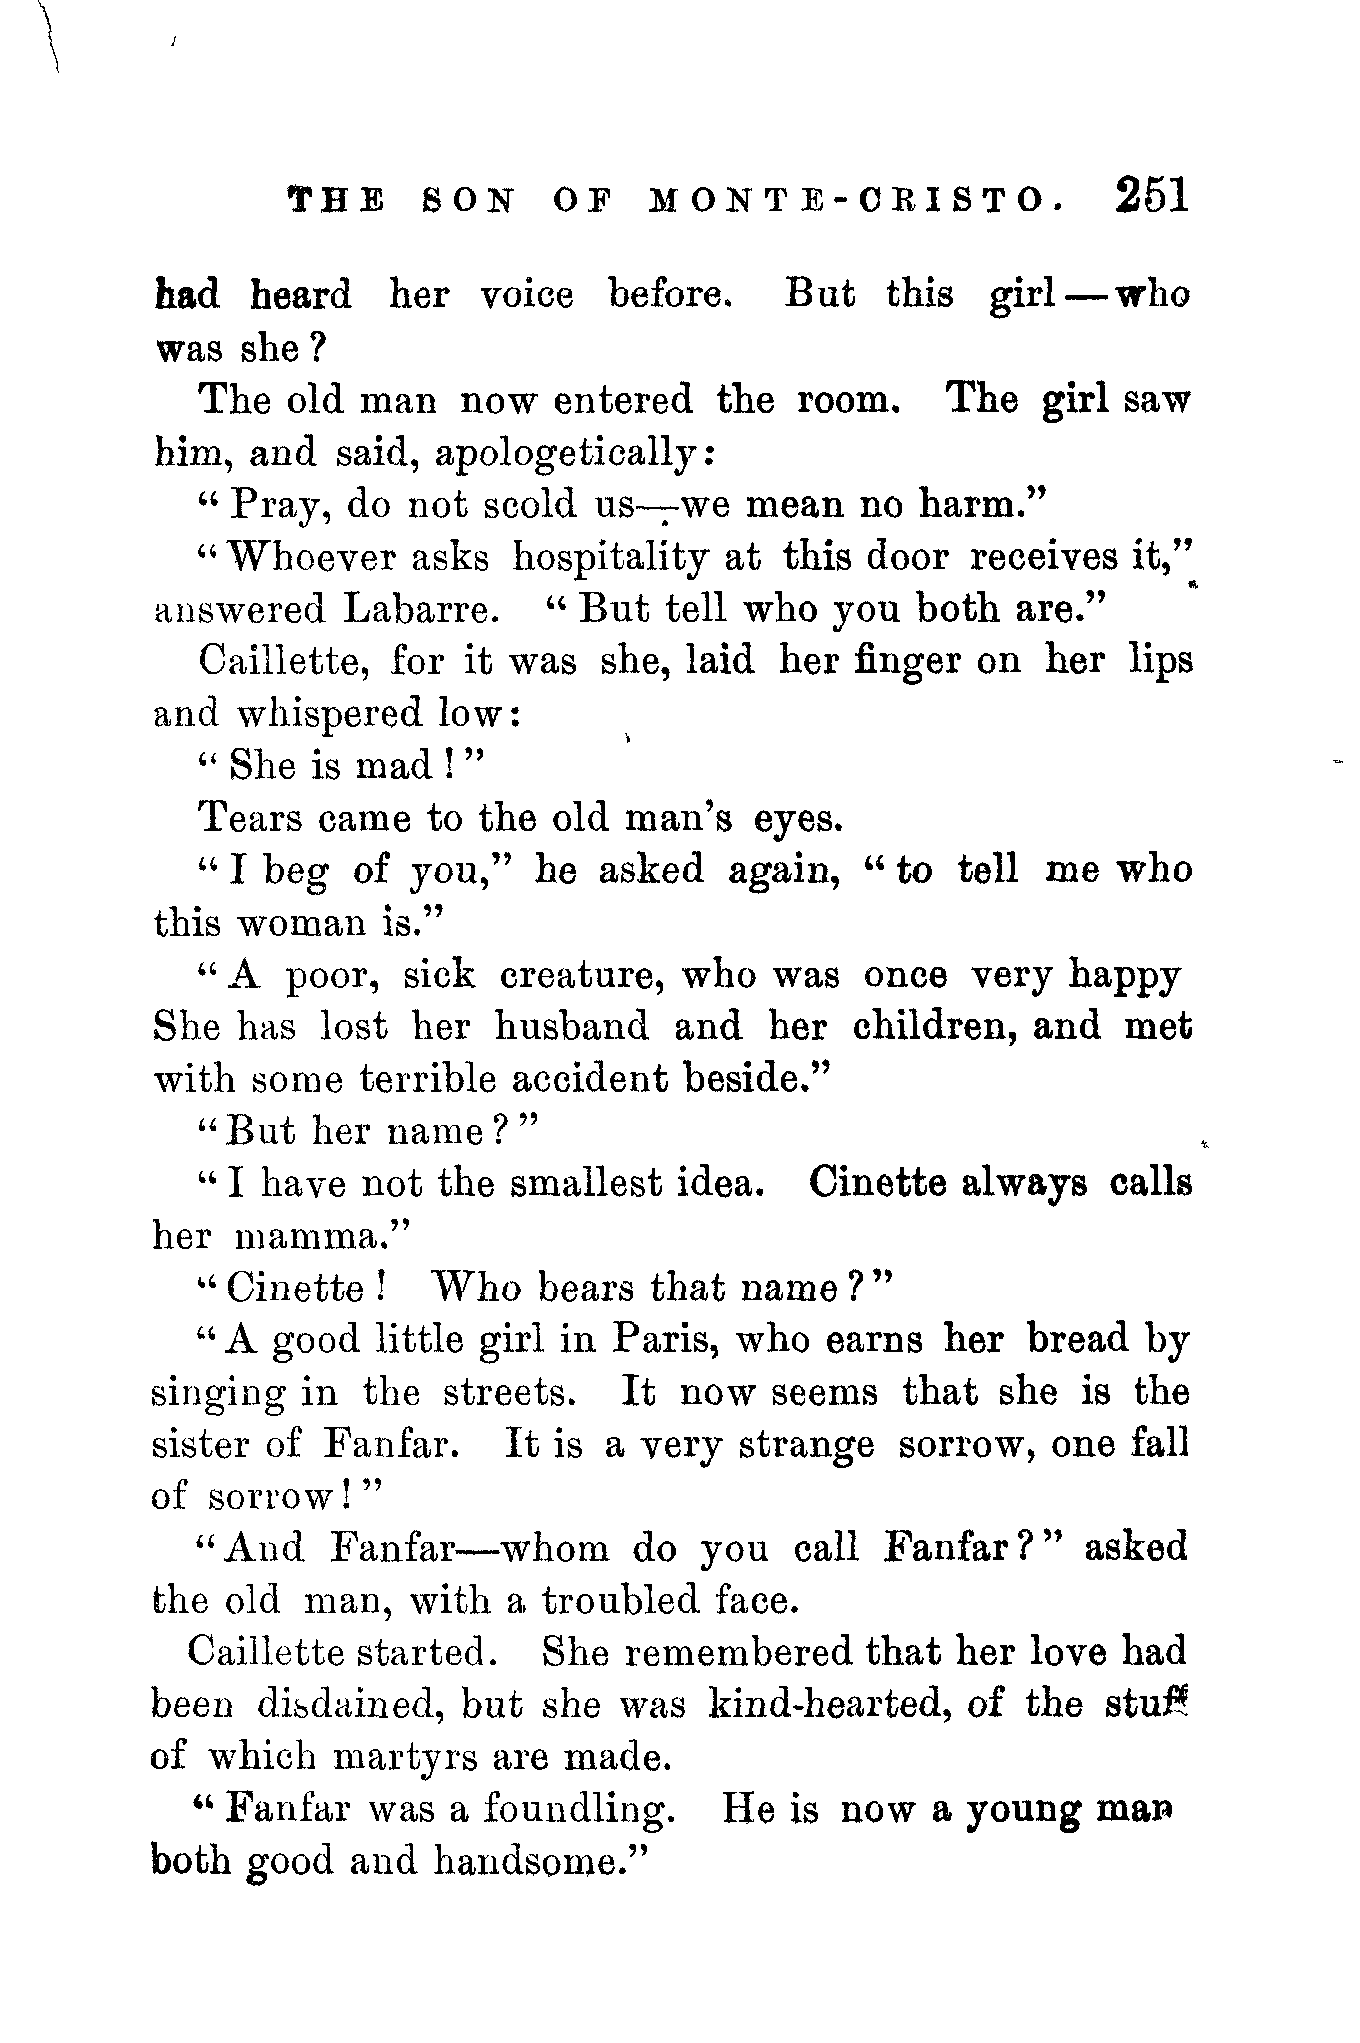 THE SON OF MONTE-CRISTO. 251
had heard her voice before. But this girl—who
was she?
The old man now entered the room. The girl saw
him, and said, apologetically:
“Pray, do not scold us—we mean no harm.”
“Whoever asks hospitality at this door receives it,”
answered Labarre. “But tell who you both are.”
Caillette, for it was she, laid her finger on her lips
and whispered low:
“She is mad!”
Tears came to the old man’s eyes.
“I beg of you,” he asked again, “to tell me who
this woman is.”
“A poor, sick creature, who was once very happy
She has lost her husband and her children, and met
with some terrible accident beside.”
“But her name?”
“I have not the smallest idea. Cinette always calls
her mamma.”
“Cinette! Who bears that name?”
“A good little girl in Paris, who earns her bread by
singing in the streets. It now seems that she is the
sister of Fanfar. It is a very strange sorrow, one fall
of sorrow!”
“And Fanfar—whom do you call Fanfar?” asked
the old man, with a troubled face.
Caillette started. She remembered that her love had
been disdained, but she was kind-hearted, of the stuff
of which martyrs are made.
“Fanfar was a foundling. He is now a young man
both good and handsome.”